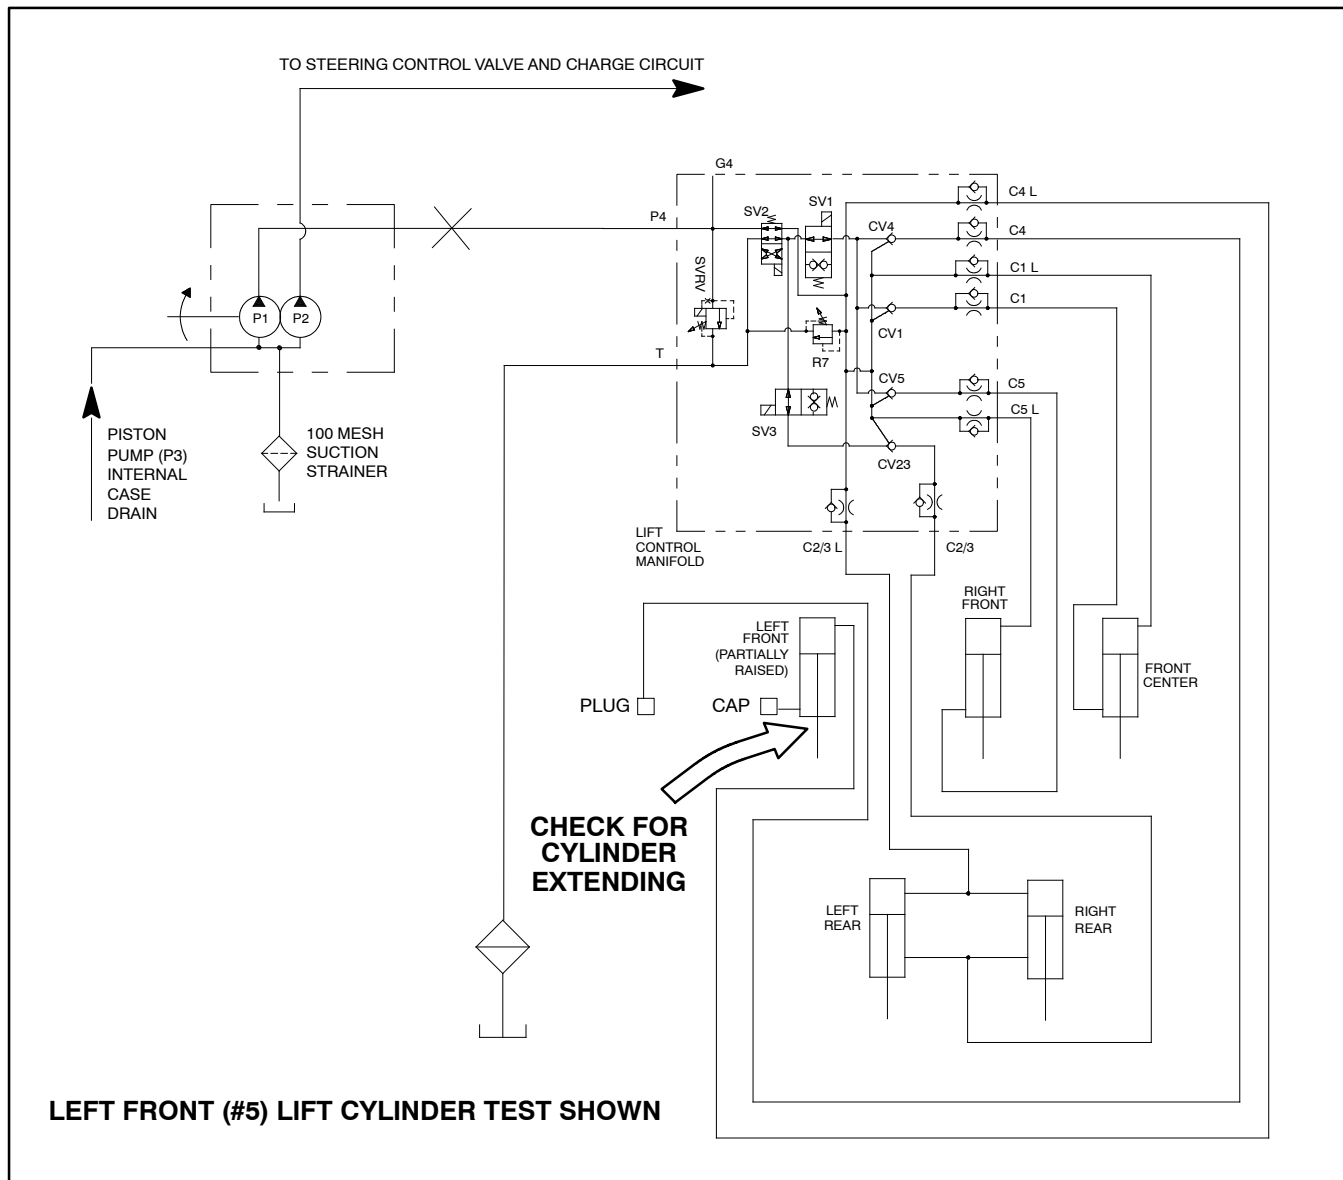 TO STEERING CONTROL VALVE AND CHARGE CIRCUIT
G4
C4 L
P4
SV2
SV1
CV4
C4
C1 L
SVRV
C1
P1
P2
CV1
T
R7
CV5
C5
C5 L
SV3
CV23
PISTON
PUMP (P3)
INTERNAL
CASE
DRAIN
100 MESH
SUCTION
STRAINER
LIFT
CONTROL
MANIFOLD
C2/3 L
C2/3
RIGHT
FRONT
LEFT
FRONT
(PARTIALLY
RAISED)
FRONT
CENTER
PLUG
CAP
CHECK FOR
CYLINDER
EXTENDING
LEFT
REAR
RIGHT
REAR
LEFT FRONT (#5) LIFT CYLINDER TEST SHOWN